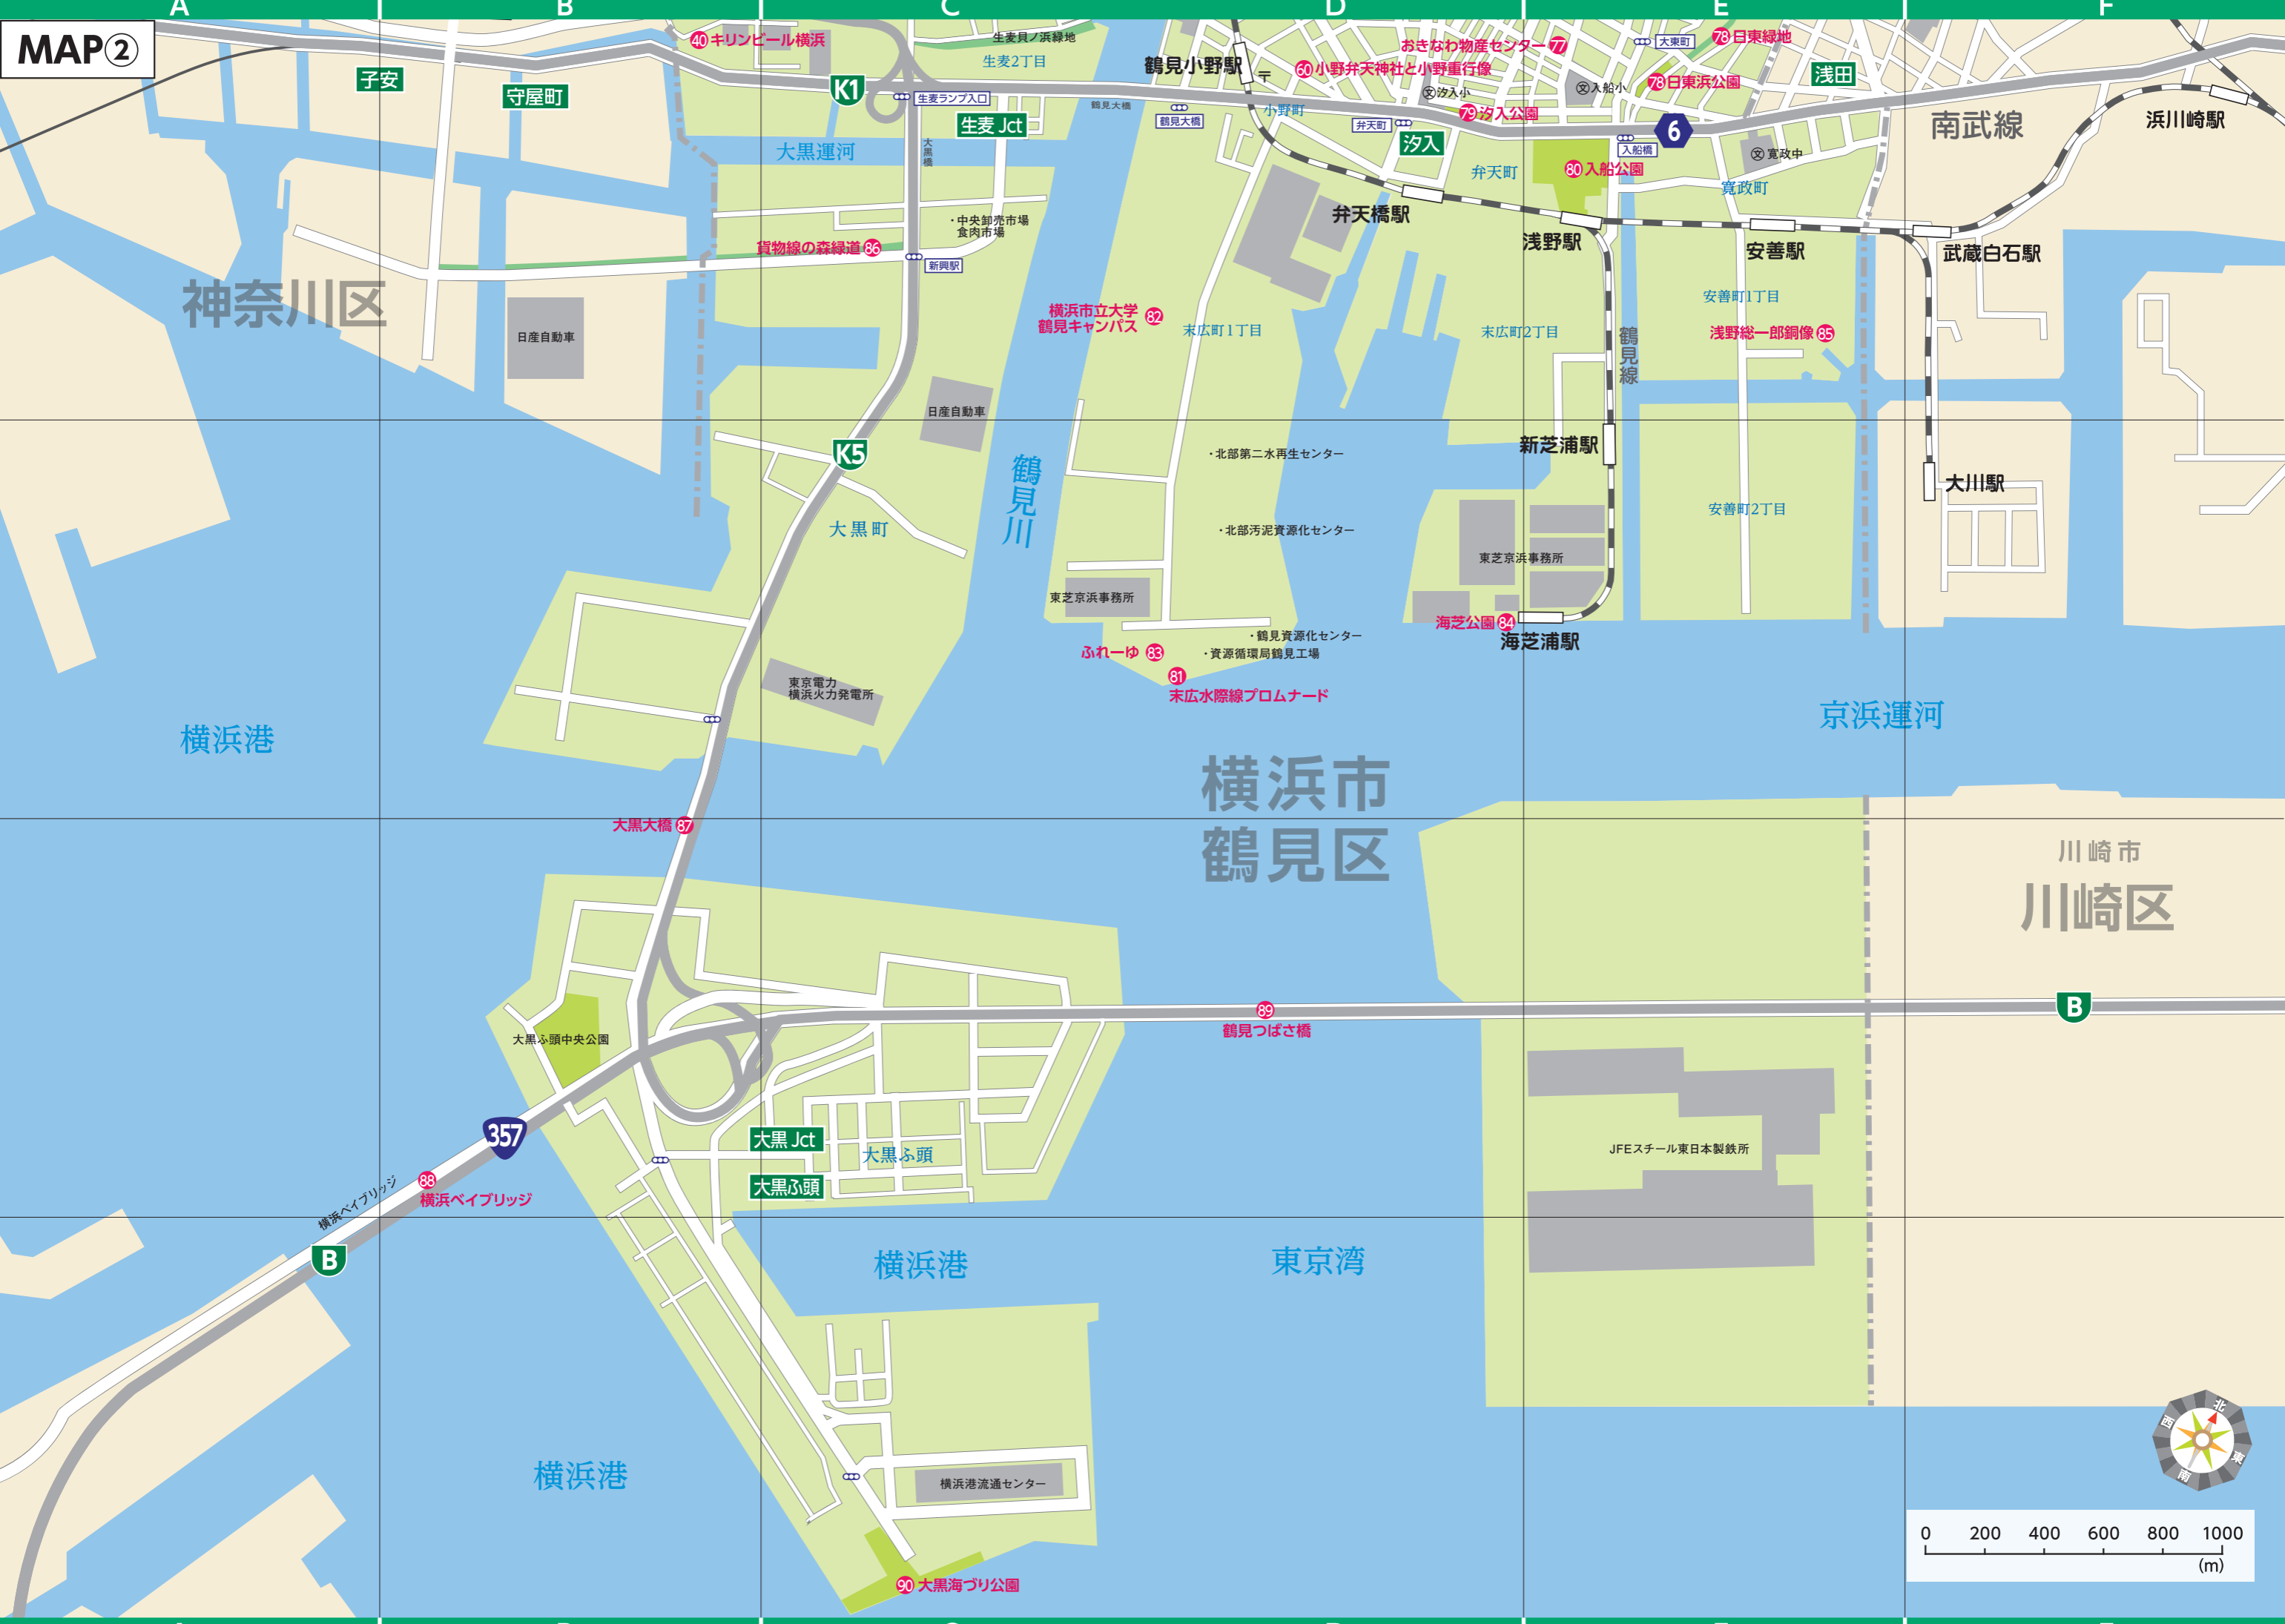 A
B
C
D
E
F
MAP②
子安
守屋町
40 キリンビール横浜
K1
生麦ランプ入口
生麦 Jct
生麦貝ノ浜緑地
生麦2丁目
鶴見大橋
鶴見大橋
鶴見小野駅
〒
60 小野弁天神社と小野重行像
小野町
おきなわ物産センター 77
文 汐入小
79 汐入公園
弁天町
汐入
文 入船小
大東町
78 日東緑地
78 日東浜公園
6
入船橋
浅田
文 寛政中
寛政町
南武線
浜川崎駅
大黒運河
大黒橋
弁天町
80 入船公園
弁天橋駅
浅野駅
安善駅
武蔵白石駅
・中央卸売市場
食肉市場
貨物線の森緑道 86
新興駅
神奈川区
日産自動車
横浜市立大学
鶴見キャンパス 82
末広町1丁目
末広町2丁目
鶴見線
安善町1丁目
浅野総一郎銅像 85
日産自動車
K5
鶴見川
大黒町
・北部第二水再生センター
・北部汚泥資源化センター
新芝浦駅
安善町2丁目
大川駅
東芝京浜事務所
東芝京浜事務所
海芝公園 84
海芝浦駅
・鶴見資源化センター
・資源循環局鶴見工場
ふれーゆ 83
81
末広水際線プロムナード
東京電力
横浜火力発電所
横浜港
京浜運河
横浜市
鶴見区
大黒大橋 87
川崎市
川崎区
89
鶴見つばさ橋
B
大黒ふ頭中央公園
357
大黒 Jct
大黒ふ頭
大黒ふ頭
JFEスチール東日本製鉄所
88
横浜ベイブリッジ
横浜ベイブリッジ
B
横浜港
東京湾
横浜港
横浜港流通センター
90 大黒海づり公園
北
東
南
西
0 200 400 600 800 1000
(m)